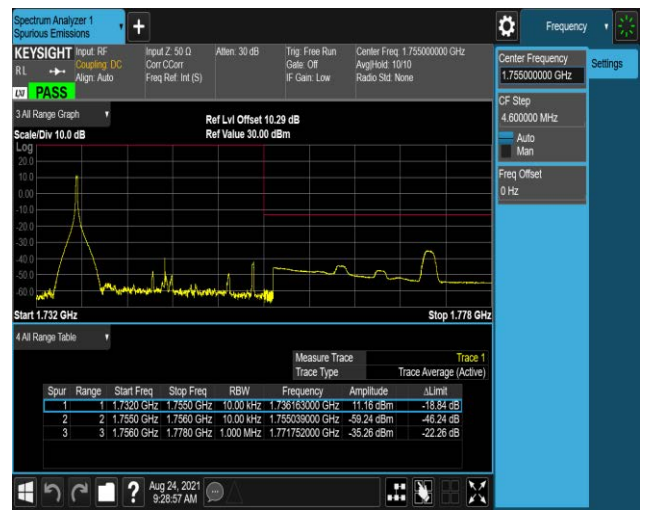 Spectrum Analyzer 1
Spurious Emissions
+
Frequency
KEYSIGHT
RL
LXI
PASS
Input: RF
Coupling: DC
Align: Auto
Input Z: 50 Ω
Corr CCorr
Freq Ref: Int (S)
Atten: 30 dB
Trig: Free Run
Gate: Off
IF Gain: Low
Center Freq: 1.755000000 GHz
Avg|Hold: 10/10
Radio Std: None
Center Frequency
1.755000000 GHz
Settings
CF Step
4.600000 MHz
Auto
Man
Freq Offset
0 Hz
3 All Range Graph
Scale/Div 10.0 dB
Ref Lvl Offset 10.29 dB
Ref Value 30.00 dBm
Log
20.0
10.0
0.00
-10.0
-20.0
-30.0
-40.0
-50.0
-60.0
Start 1.732 GHz
Stop 1.778 GHz
4 All Range Table
Measure Trace Trace 1
Trace Type Trace Average (Active)
Spur Range Start Freq Stop Freq RBW Frequency Amplitude ΔLimit
1 1 1.7320 GHz 1.7550 GHz 10.00 kHz 1.736163000 GHz 11.16 dBm -18.84 dB
2 2 1.7550 GHz 1.7560 GHz 10.00 kHz 1.755039000 GHz -59.24 dBm -46.24 dB
3 3 1.7560 GHz 1.7780 GHz 1.000 MHz 1.771752000 GHz -35.26 dBm -22.26 dB
?
Aug 24, 2021
9:28:57 AM